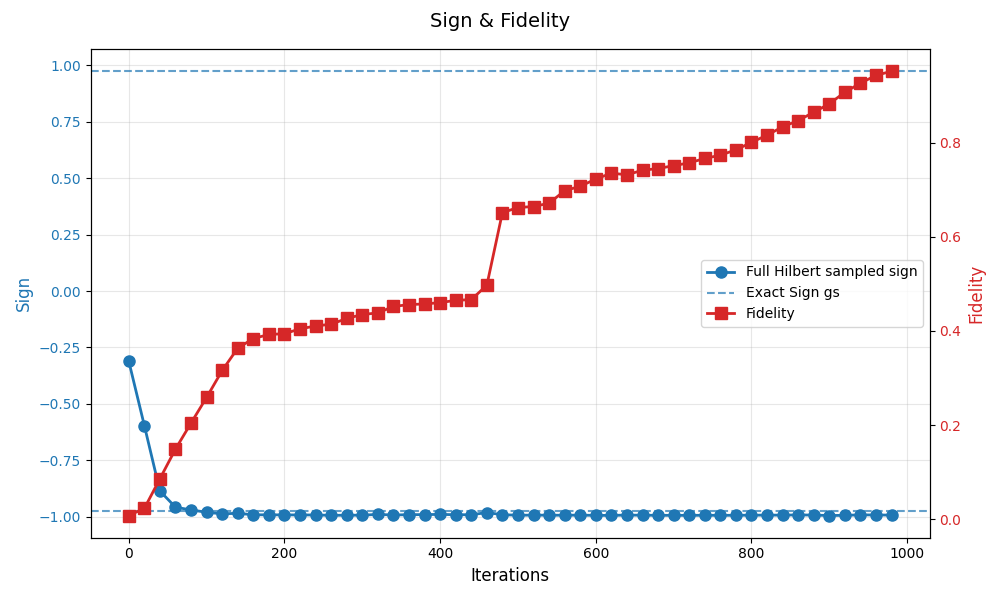 Sign & Fidelity
1.00
0.75
0.50
0.25
0.00
−0.25
−0.50
−0.75
−1.00
Sign
0.8
0.6
0.4
0.2
0.0
Fidelity
Full Hilbert sampled sign
Exact Sign gs
Fidelity
0
200
400
600
800
1000
Iterations